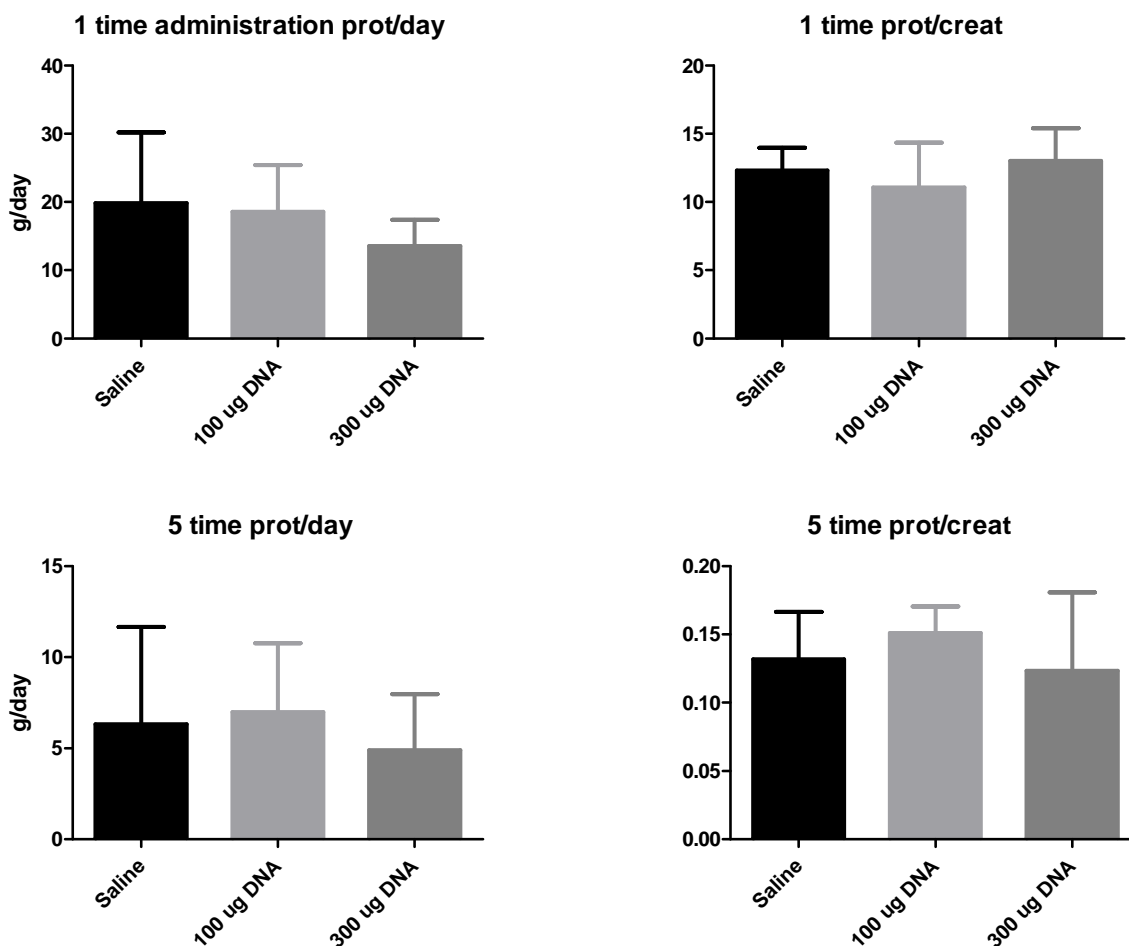 1 time administration prot/day
40
30
20
10
0
g/day
Saline
100 ug DNA
300 ug DNA
1 time prot/creat
20
15
10
5
0
Saline
100 ug DNA
300 ug DNA
5 time prot/day
15
10
5
0
g/day
Saline
100 ug DNA
300 ug DNA
5 time prot/creat
0.20
0.15
0.10
0.05
0.00
Saline
100 ug DNA
300 ug DNA